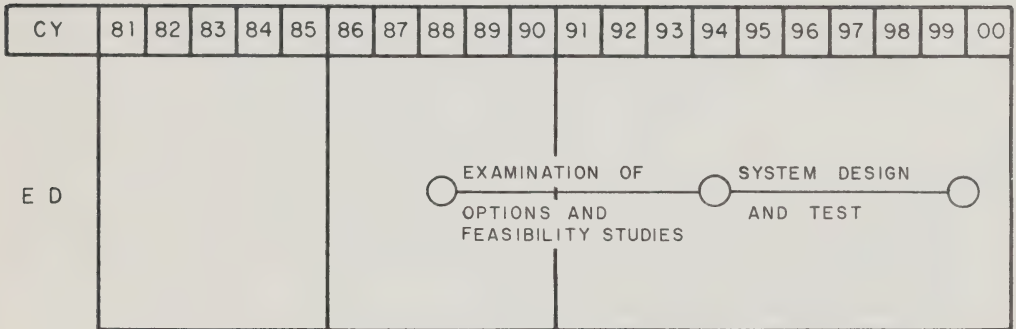 CY 81 82 83 84 85 86 87 88 89 90 91 92 93 94 95 96 97 98 99 00
EXAMINATION OF SYSTEM DESIGN
E D
OPTIONS AND AND TEST
FEASIBILITY STUDIES